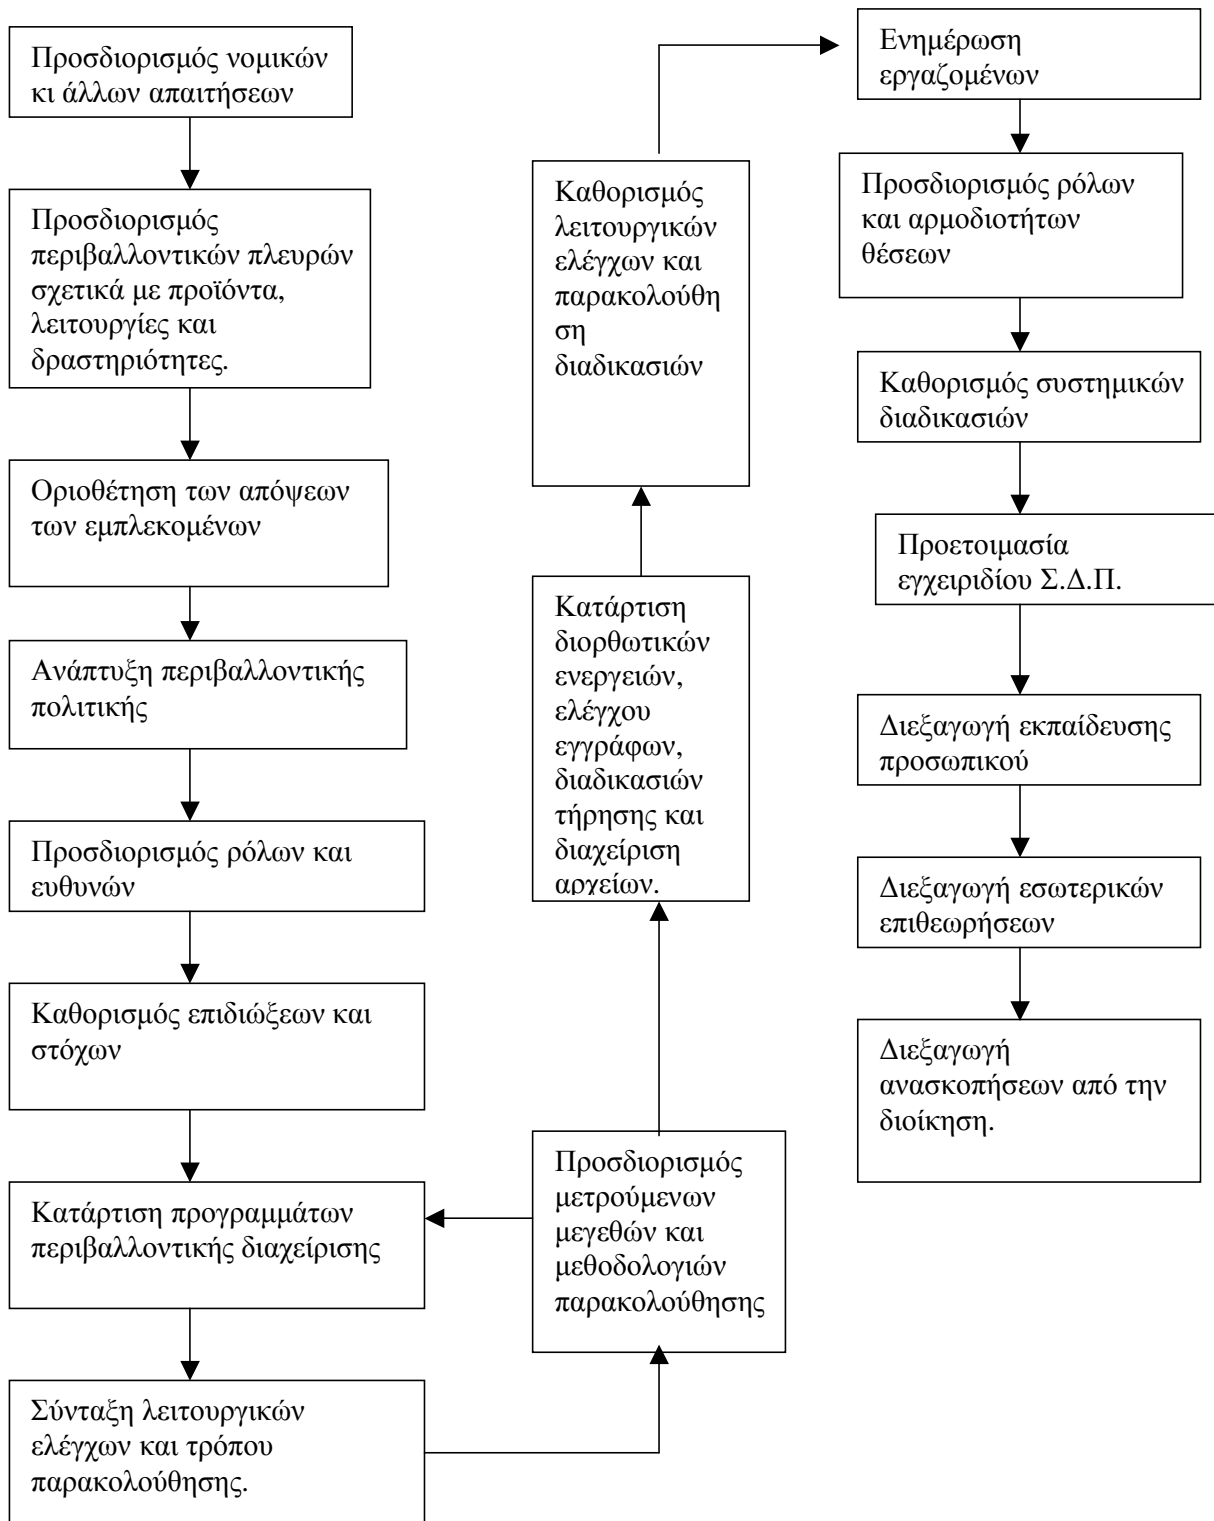 Προσδιορισμός νομικών
κι άλλων απαιτήσεων
Προσδιορισμός
περιβαλλοντικών πλευρών
σχετικά με προϊόντα,
λειτουργίες και
δραστηριότητες.
Οριοθέτηση των απόψεων
των εμπλεκομένων
Ανάπτυξη περιβαλλοντικής
πολιτικής
Προσδιορισμός ρόλων και
ευθυνών
Καθορισμός επιδιώξεων και
στόχων
Κατάρτιση προγραμμάτων
περιβαλλοντικής διαχείρισης
Σύνταξη λειτουργικών
ελέγχων και τρόπου
παρακολούθησης.
Προσδιορισμός
μετρούμενων
μεγεθών και
μεθοδολογιών
παρακολούθησης
Κατάρτιση
διορθωτικών
ενεργειών,
ελέγχου
εγγράφων,
διαδικασιών
τήρησης και
διαχείριση
αρχείων.
Καθορισμός
λειτουργικών
ελέγχων και
παρακολούθη
ση
διαδικασιών
Ενημέρωση
εργαζομένων
Προσδιορισμός ρόλων
και αρμοδιοτήτων
θέσεων
Καθορισμός συστημικών
διαδικασιών
Προετοιμασία
εγχειριδίου Σ.Δ.Π.
Διεξαγωγή εκπαίδευσης
προσωπικού
Διεξαγωγή εσωτερικών
επιθεωρήσεων
Διεξαγωγή
ανασκοπήσεων από την
διοίκηση.